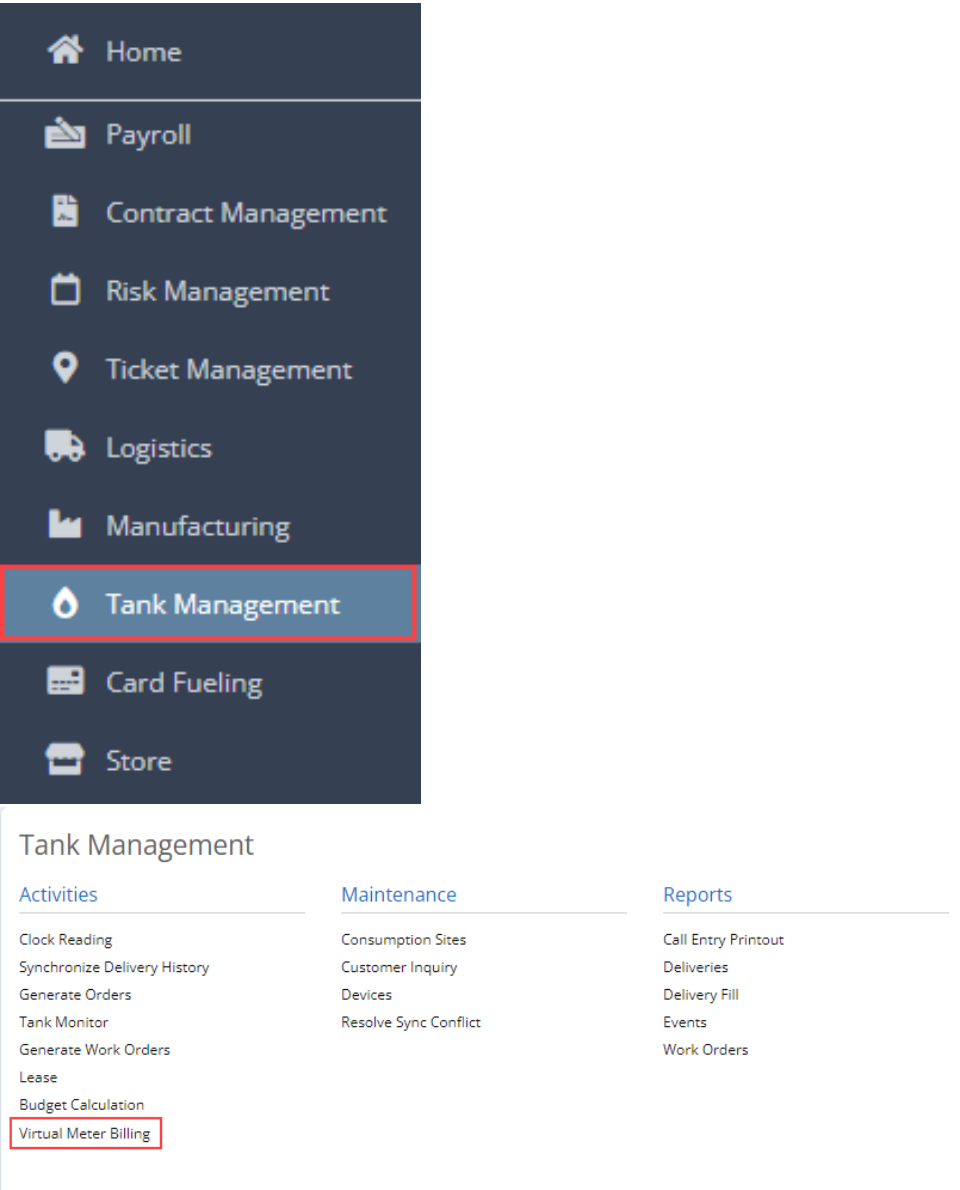 Home
Payroll
Contract Management
Risk Management
Ticket Management
Logistics
Manufacturing
Tank Management
Card Fueling
Store
Tank Management
Activities
Clock Reading
Synchronize Delivery History
Generate Orders
Tank Monitor
Generate Work Orders
Lease
Budget Calculation
Virtual Meter Billing
Maintenance
Consumption Sites
Customer Inquiry
Devices
Resolve Sync Conflict
Reports
Call Entry Printout
Deliveries
Delivery Fill
Events
Work Orders